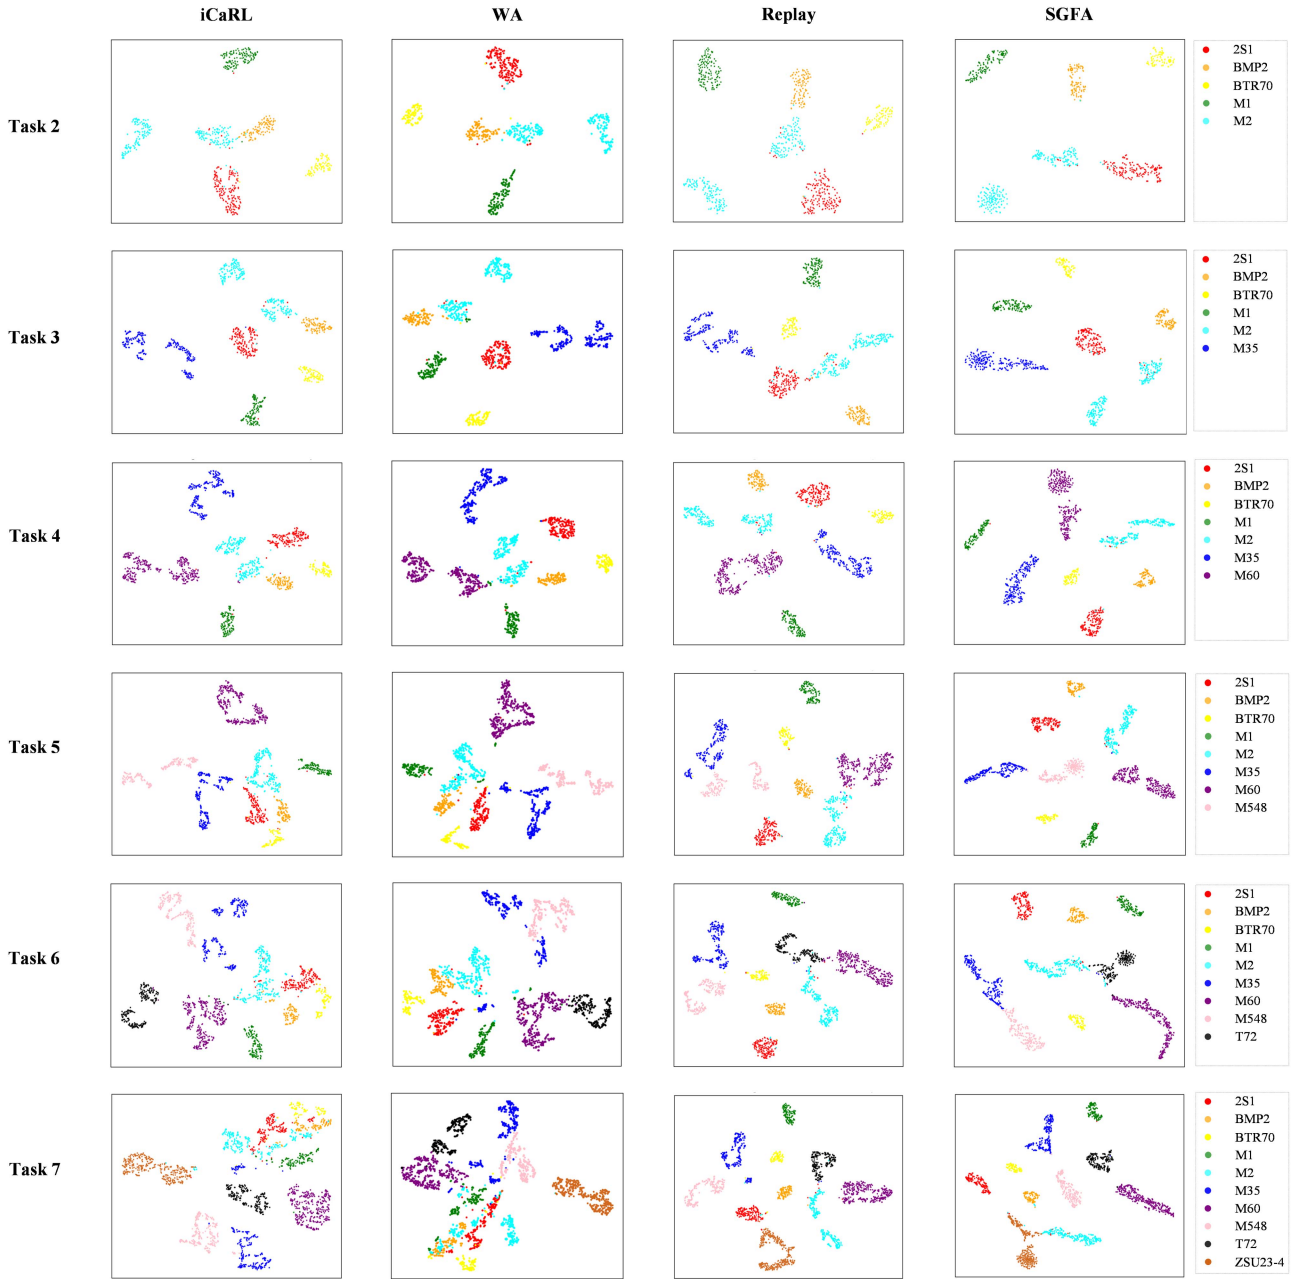 iCaRL WA Replay SGFA
Task 2
2S1
BMP2
BTR70
M1
M2
Task 3
2S1
BMP2
BTR70
M1
M2
M35
Task 4
2S1
BMP2
BTR70
M1
M2
M35
M60
Task 5
2S1
BMP2
BTR70
M1
M2
M35
M60
M548
Task 6
2S1
BMP2
BTR70
M1
M2
M35
M60
M548
T72
Task 7
2S1
BMP2
BTR70
M1
M2
M35
M60
M548
T72
ZSU23-4